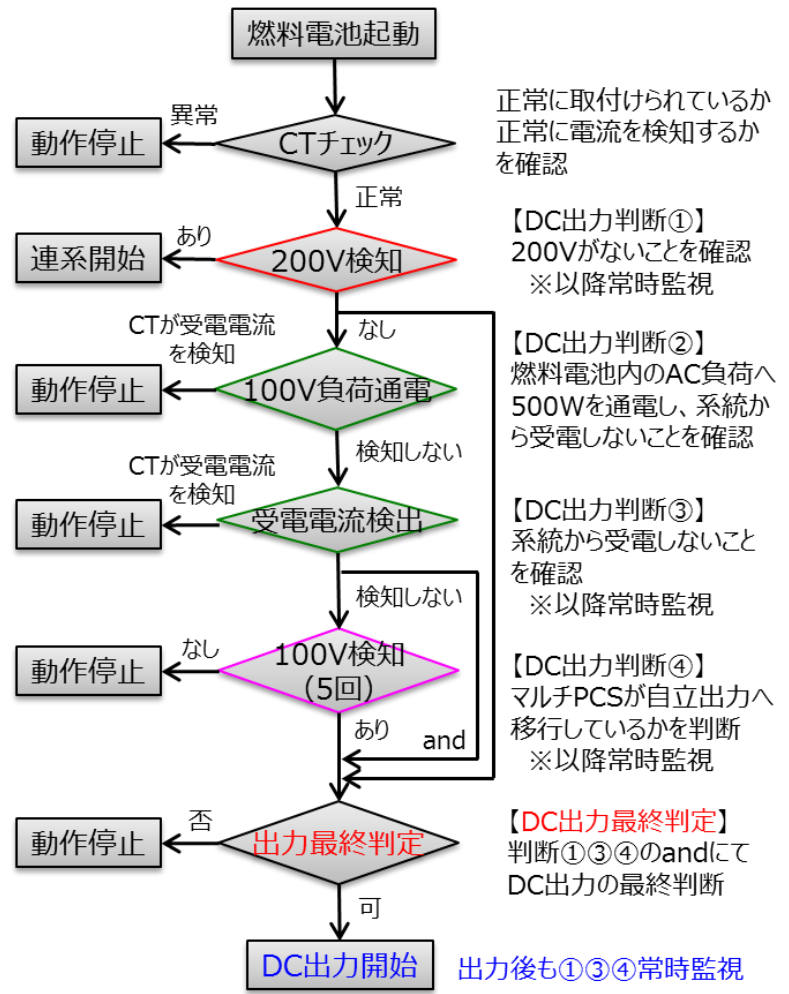 燃料電池起動
異常
動作停止
CTチェック
正常に取付けられているか
正常に電流を検知するか
を確認
正常
あり
連系開始
200V検知
【DC出力判断①】
200Vがないことを確認
※以降常時監視
なし
CTが受電電流
を検知
動作停止
100V負荷通電
【DC出力判断②】
燃料電池内のAC負荷へ
500Wを通電し、系統か
ら受電しないことを確認
検知しない
CTが受電電流
を検知
動作停止
受電電流検出
【DC出力判断③】
系統から受電しないこと
を確認
※以降常時監視
検知しない
なし
動作停止
100V検知
(5回)
【DC出力判断④】
マルチPCSが自立出力へ
移行しているかを判断
※以降常時監視
あり
and
否
動作停止
出力最終判定
【DC出力最終判定】
判断①③④のandにて
DC出力の最終判断
可
DC出力開始
出力後も①③④常時監視